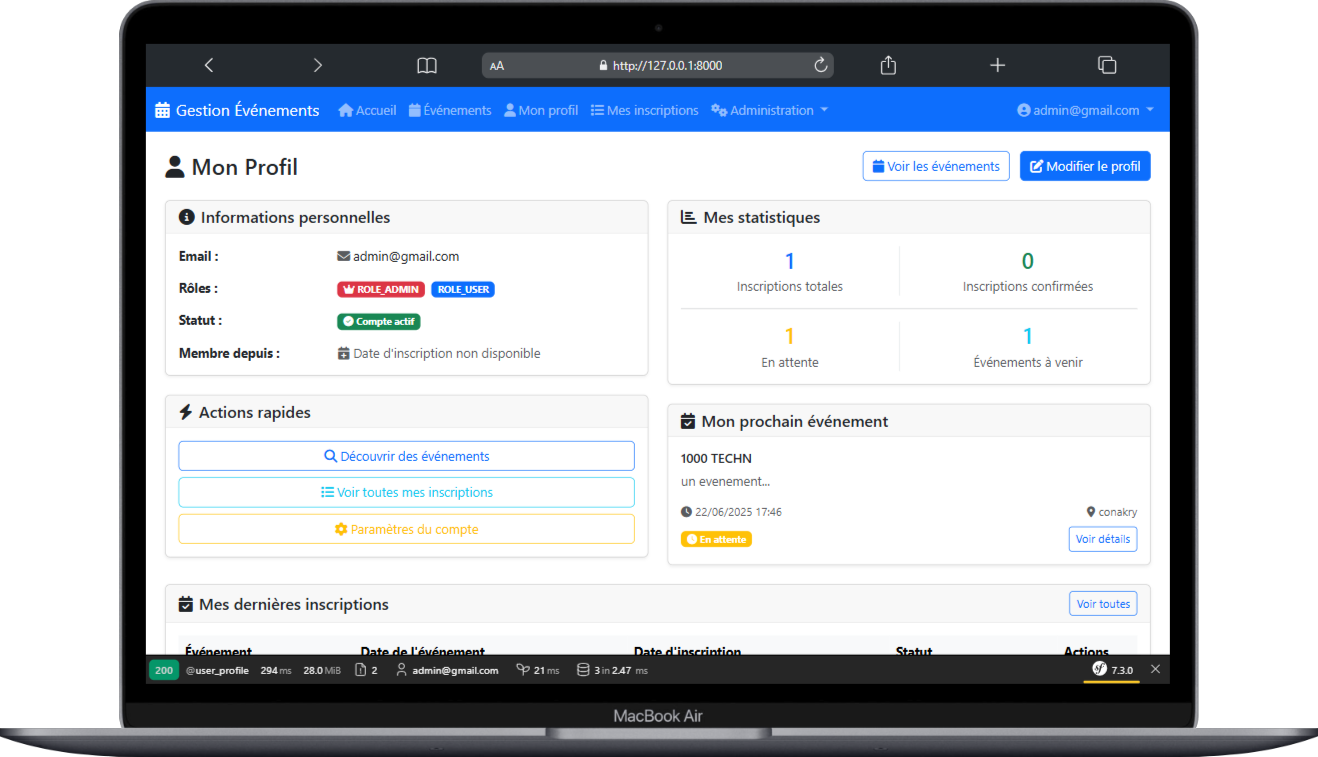 AA http://127.0.0.1:8000
Gestion Événements Accueil Événements Mon profil Mes inscriptions Administration admin@gmail.com
Mon Profil Voir les événements Modifier le profil
Informations personnelles
Email : admin@gmail.com
Rôles : ROLE_ADMIN ROLE_USER
Statut : Compte actif
Membre depuis : Date d'inscription non disponible
Mes statistiques
1 0
Inscriptions totales Inscriptions confirmées
1 1
En attente Événements à venir
Actions rapides
Découvrir des événements
Voir toutes mes inscriptions
Paramètres du compte
Mon prochain événement
1000 TECHN
un evenement...
22/06/2025 17:46 conakry
En attente Voir détails
Mes dernières inscriptions Voir toutes
Événement Date de l'événement Date d'inscription Statut Actions
200 @user_profile 294 ms 28.0 MiB 2 admin@gmail.com 21 ms 3 in 2.47 ms sf 7.3.0
MacBook Air